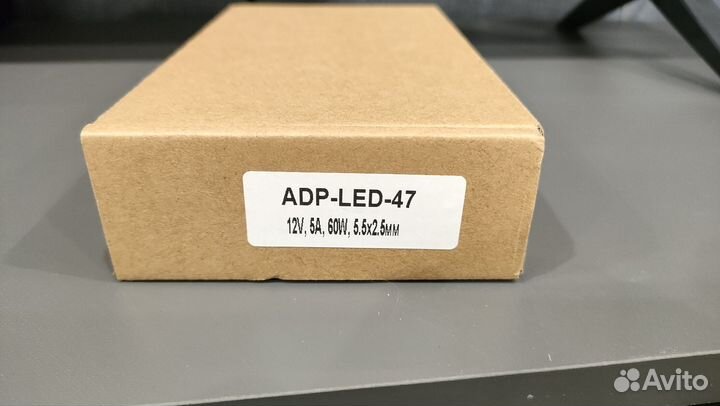 ADP-LED-47
12V, 5A, 60W, 5.5x2.5мм
Avito